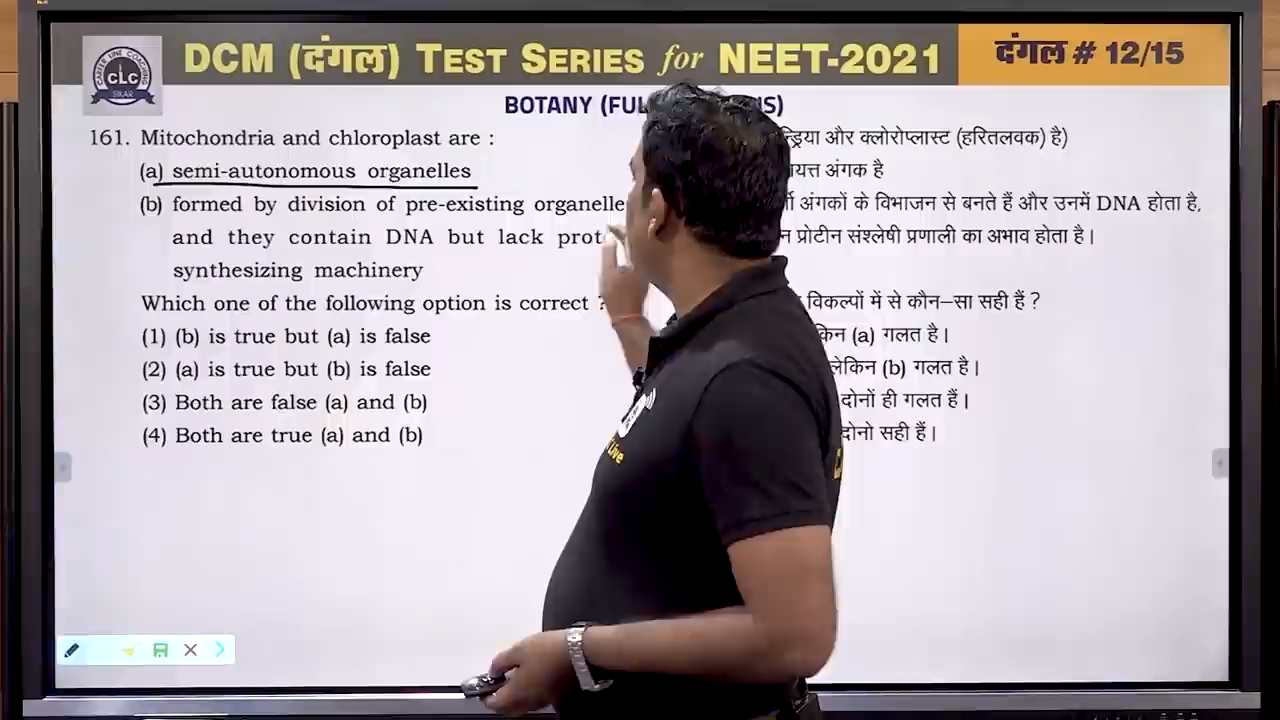 DCM (दंगल) TEST SERIES for NEET-2021
दंगल # 12/15
CAREER LINE COACHING
CLC
SIKAR
BOTANY
161. Mitochondria and chloroplast are :
और क्लोरोप्लास्ट (हरितलवक) है)
(a) semi-autonomous organelles
अंगक है
(b) formed by division of pre-existing organelle
अंगकों के विभाजन से बनते हैं और उनमें DNA होता है,
and they contain DNA but lack
प्रोटीन संश्लेषी प्रणाली का अभाव होता है।
synthesizing machinery
Which one of the following option is correct ?
विकल्पों में से कौन–सा सही हैं ?
(1) (b) is true but (a) is false
(a) गलत है।
(2) (a) is true but (b) is false
लेकिन (b) गलत है।
(3) Both are false (a) and (b)
दोनों ही गलत हैं।
(4) Both are true (a) and (b)
दोनो सही हैं।